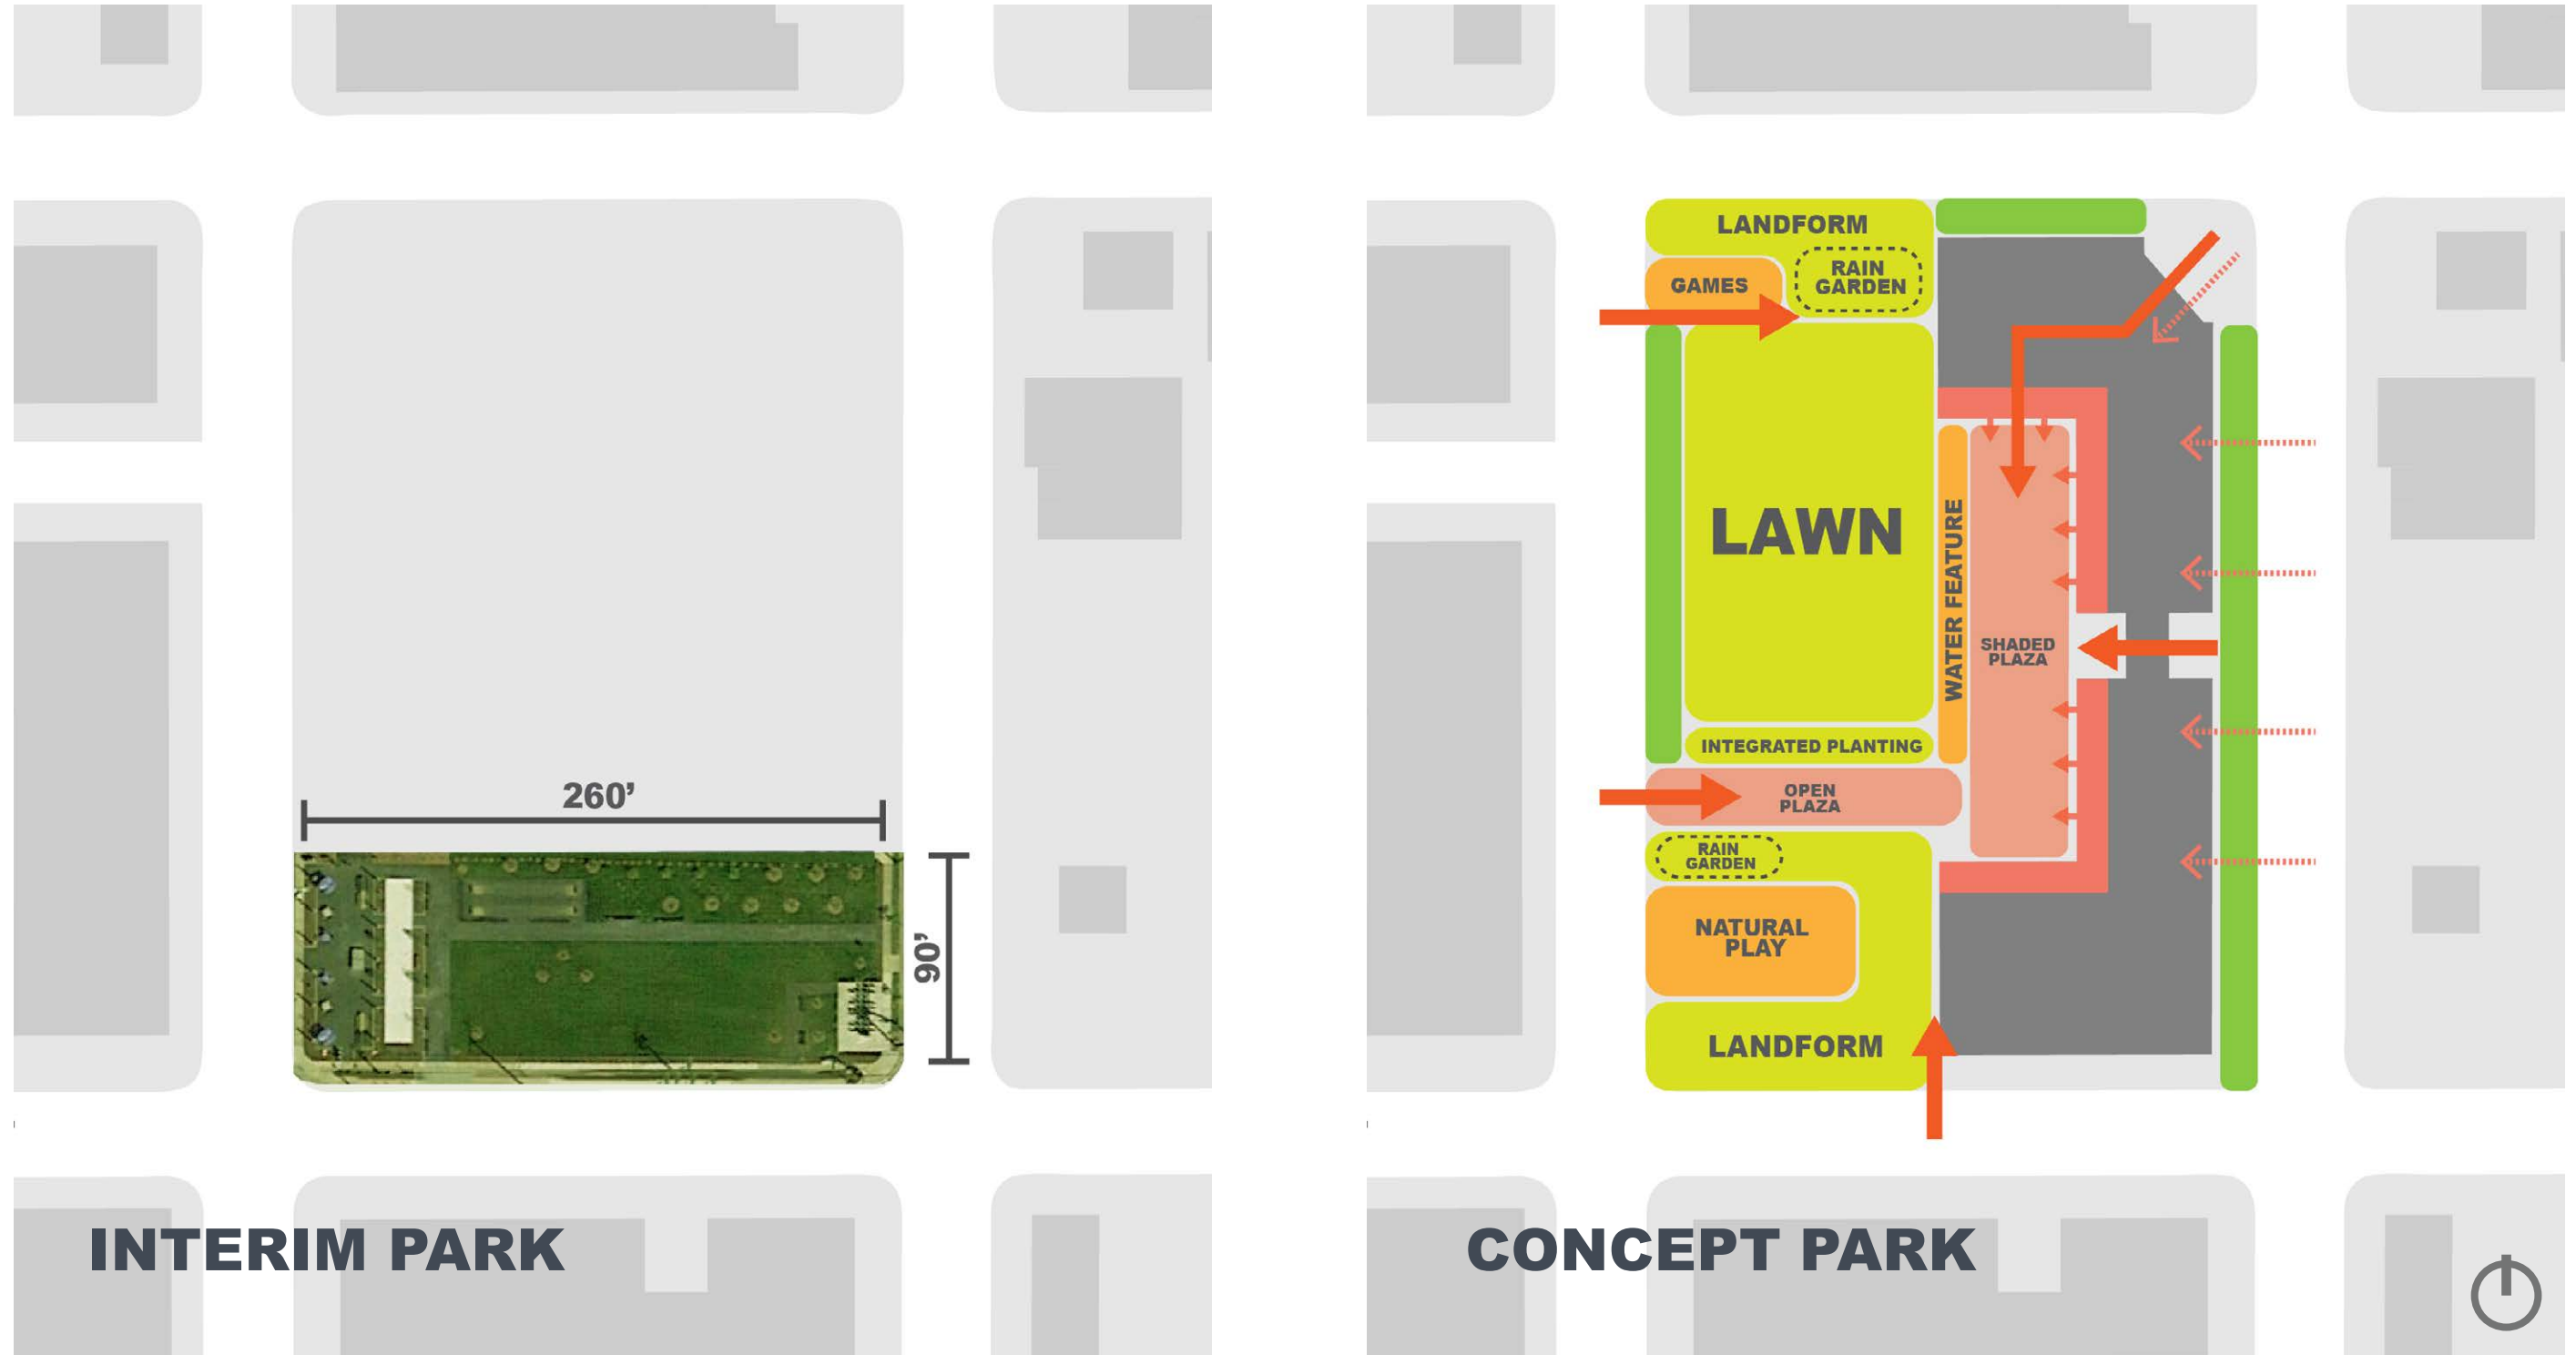 260’
90’
INTERIM PARK
LANDFORM
RAIN
GARDEN
GAMES
LAWN
WATER FEATURE
SHADED
PLAZA
INTEGRATED PLANTING
OPEN
PLAZA
RAIN
GARDEN
NATURAL
PLAY
LANDFORM
CONCEPT PARK